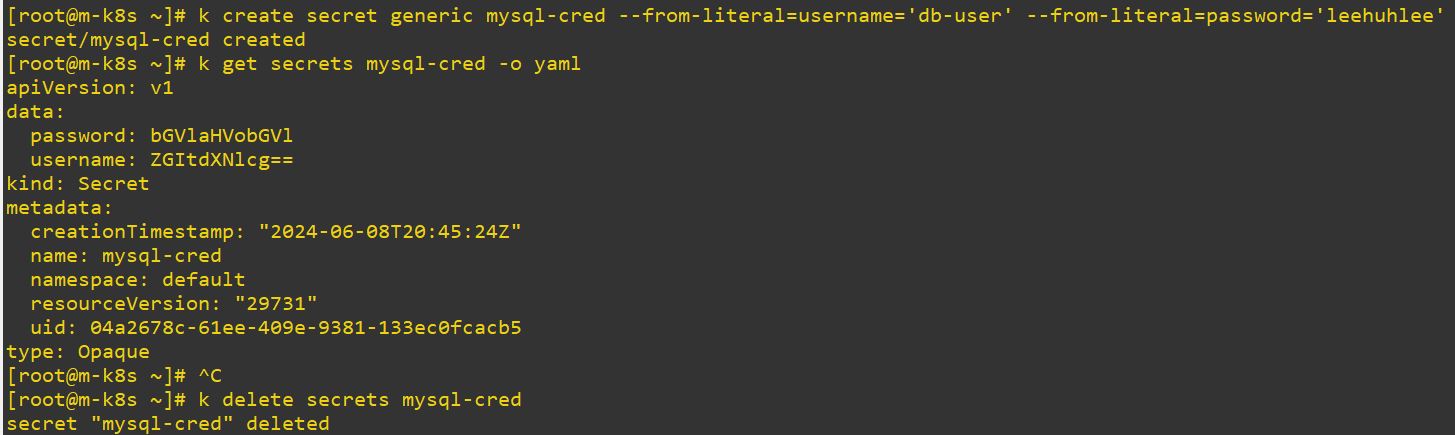 [root@m-k8s ~]# k create secret generic mysql-cred --from-literal=username='db-user' --from-literal=password='leehuhlee'
secret/mysql-cred created
[root@m-k8s ~]# k get secrets mysql-cred -o yaml
apiVersion: v1
data:
  password: bGVlaHVobGVl
  username: ZGItdXNlcg==
kind: Secret
metadata:
  creationTimestamp: "2024-06-08T20:45:24Z"
  name: mysql-cred
  namespace: default
  resourceVersion: "29731"
  uid: 04a2678c-61ee-409e-9381-133ec0fcacb5
type: Opaque
[root@m-k8s ~]# ^C
[root@m-k8s ~]# k delete secrets mysql-cred
secret "mysql-cred" deleted